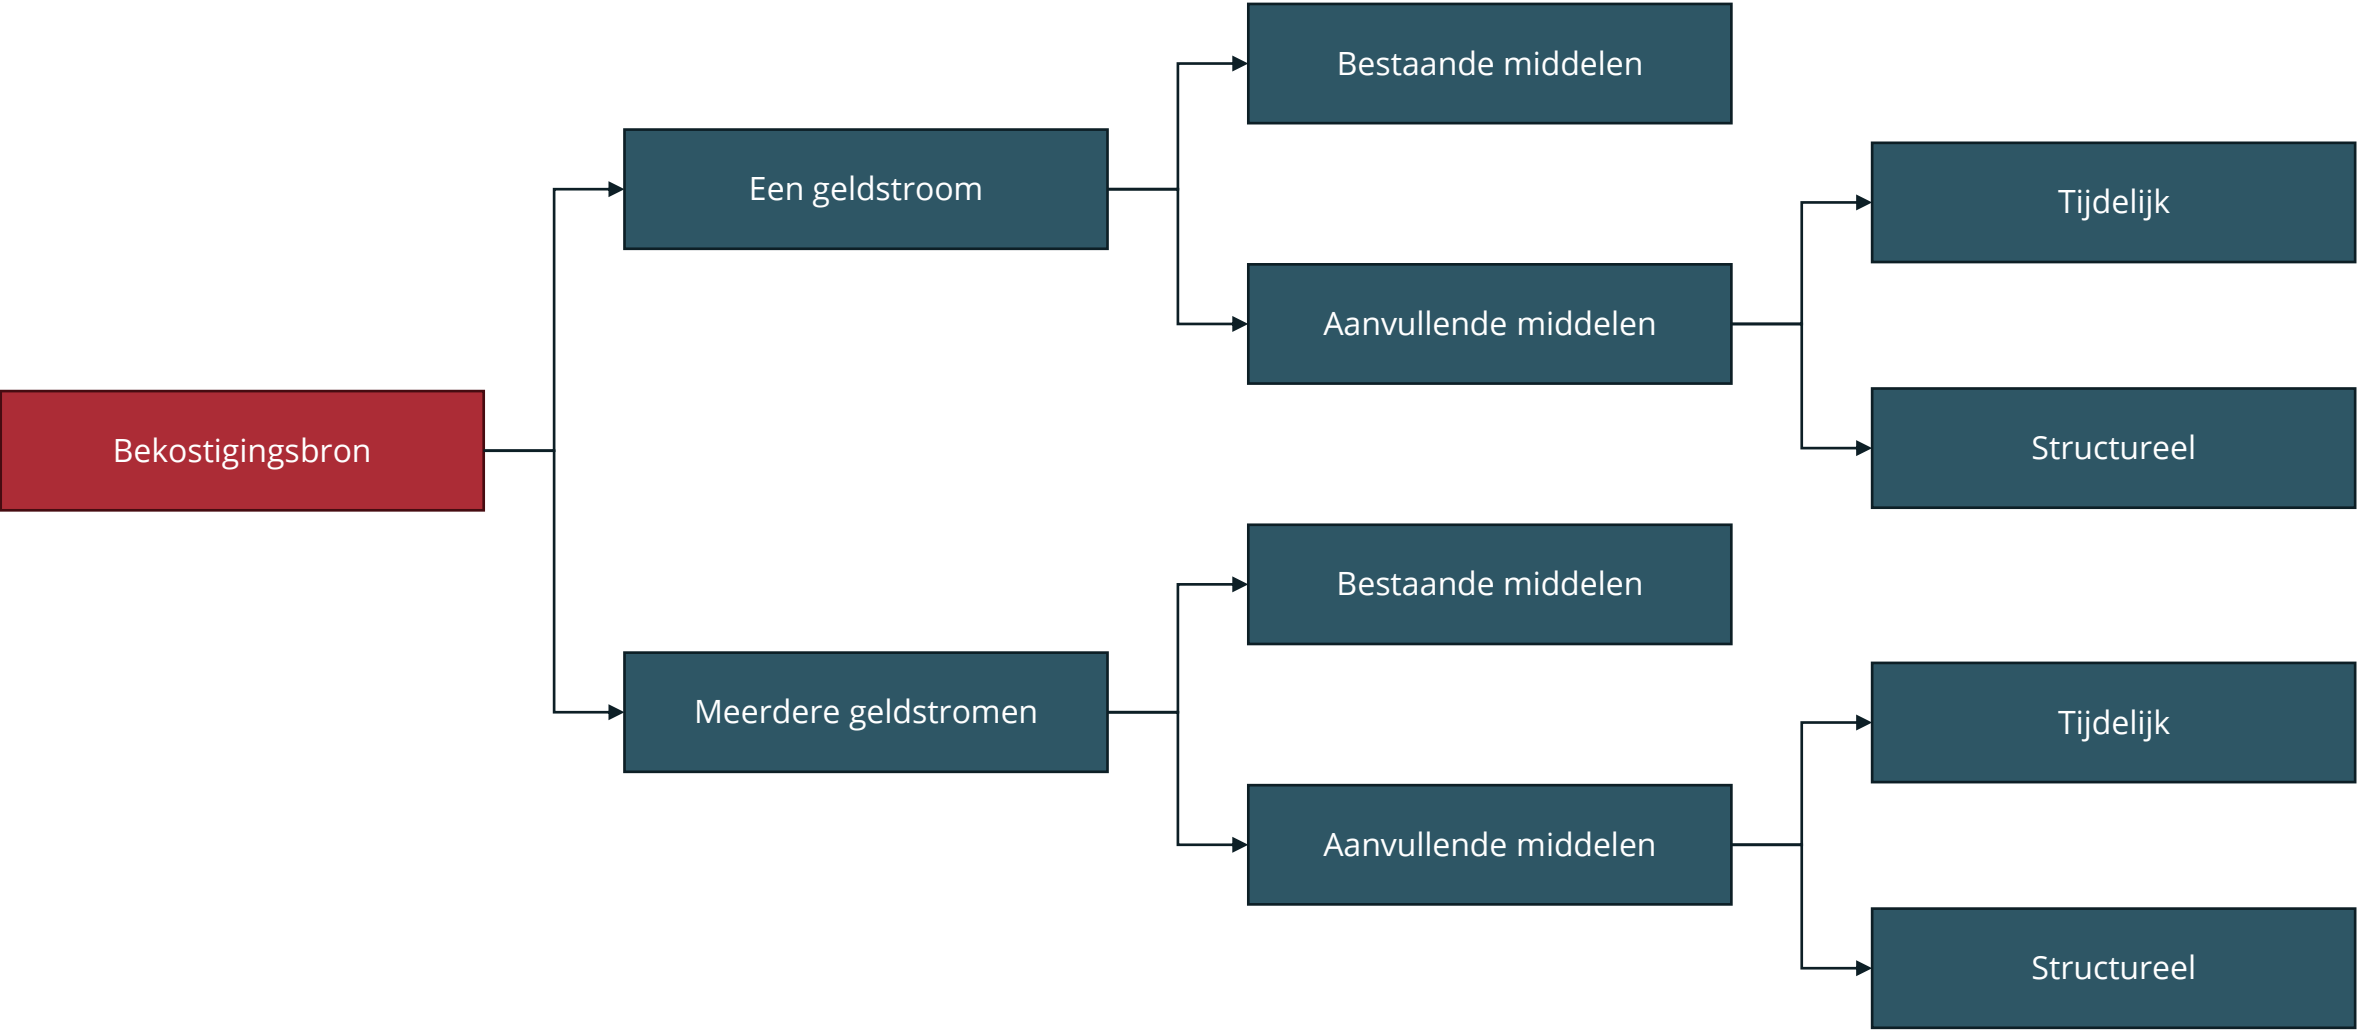 Bekostigingsbron
Een geldstroom
Bestaande middelen
Aanvullende middelen
Tijdelijk
Structureel
Meerdere geldstromen
Bestaande middelen
Aanvullende middelen
Tijdelijk
Structureel